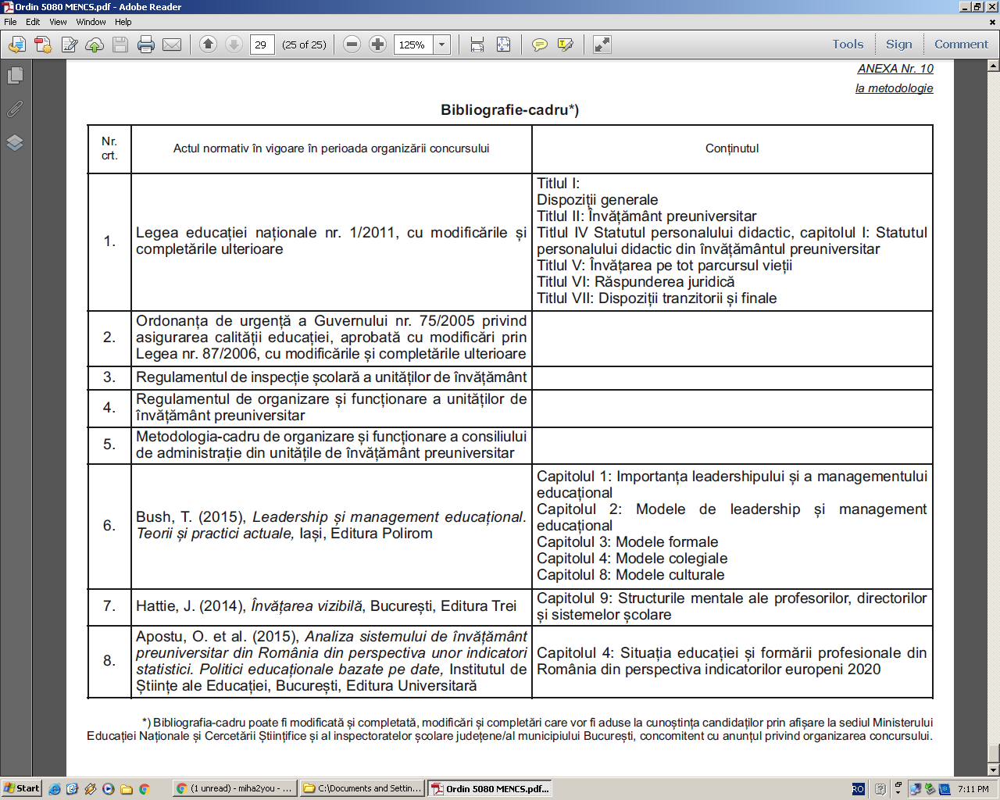 Ordin 5080 MENCS.pdf - Adobe Reader
File Edit View Window Help
29 (25 of 25) 125% Tools Sign Comment
ANEXA Nr. 10
la metodologie
Bibliografie-cadru*)
Nr. crt.
Actul normativ în vigoare în perioada organizării concursului
Conținutul
1.
Legea educației naționale nr. 1/2011, cu modificările și
completările ulterioare
Titlul I:
Dispoziții generale
Titlul II: Învățământ preuniversitar
Titlul IV Statutul personalului didactic, capitolul I: Statutul
personalului didactic din învățământul preuniversitar
Titlul V: Învățarea pe tot parcursul vieții
Titlul VI: Răspunderea juridică
Titlul VII: Dispoziții tranzitorii și finale
2.
Ordonanța de urgență a Guvernului nr. 75/2005 privind
asigurarea calității educației, aprobată cu modificări prin
Legea nr. 87/2006, cu modificările și completările ulterioare
3.
Regulamentul de inspecție școlară a unităților de învățământ
4.
Regulamentul de organizare și funcționare a unităților de
învățământ preuniversitar
5.
Metodologia-cadru de organizare și funcționare a consiliului
de administrație din unitățile de învățământ preuniversitar
6.
Bush, T. (2015), Leadership și management educațional.
Teorii și practici actuale, Iași, Editura Polirom
Capitolul 1: Importanța leadershipului și a managementului
educațional
Capitolul 2: Modele de leadership și management
educațional
Capitolul 3: Modele formale
Capitolul 4: Modele colegiale
Capitolul 8: Modele culturale
7.
Hattie, J. (2014), Învățarea vizibilă, București, Editura Trei
Capitolul 9: Structurile mentale ale profesorilor, directorilor
și sistemelor școlare
8.
Apostu, O. et al. (2015), Analiza sistemului de învățământ
preuniversitar din România din perspectiva unor indicatori
statistici. Politici educaționale bazate pe date, Institutul de
Științe ale Educației, București, Editura Universitară
Capitolul 4: Situația educației și formării profesionale din
România din perspectiva indicatorilor europeni 2020
*) Bibliografia-cadru poate fi modificată și completată, modificări și completări care vor fi aduse la cunoștința candidaților prin afișare la sediul Ministerului
Educației Naționale și Cercetării Științifice și al inspectoratelor școlare județene/al municipiului București, concomitent cu anunțul privind organizarea concursului.
Start (1 unread) - miha2you - ... C:\Documents and Settin... Ordin 5080 MENCS.pdf... RO 7:11 PM